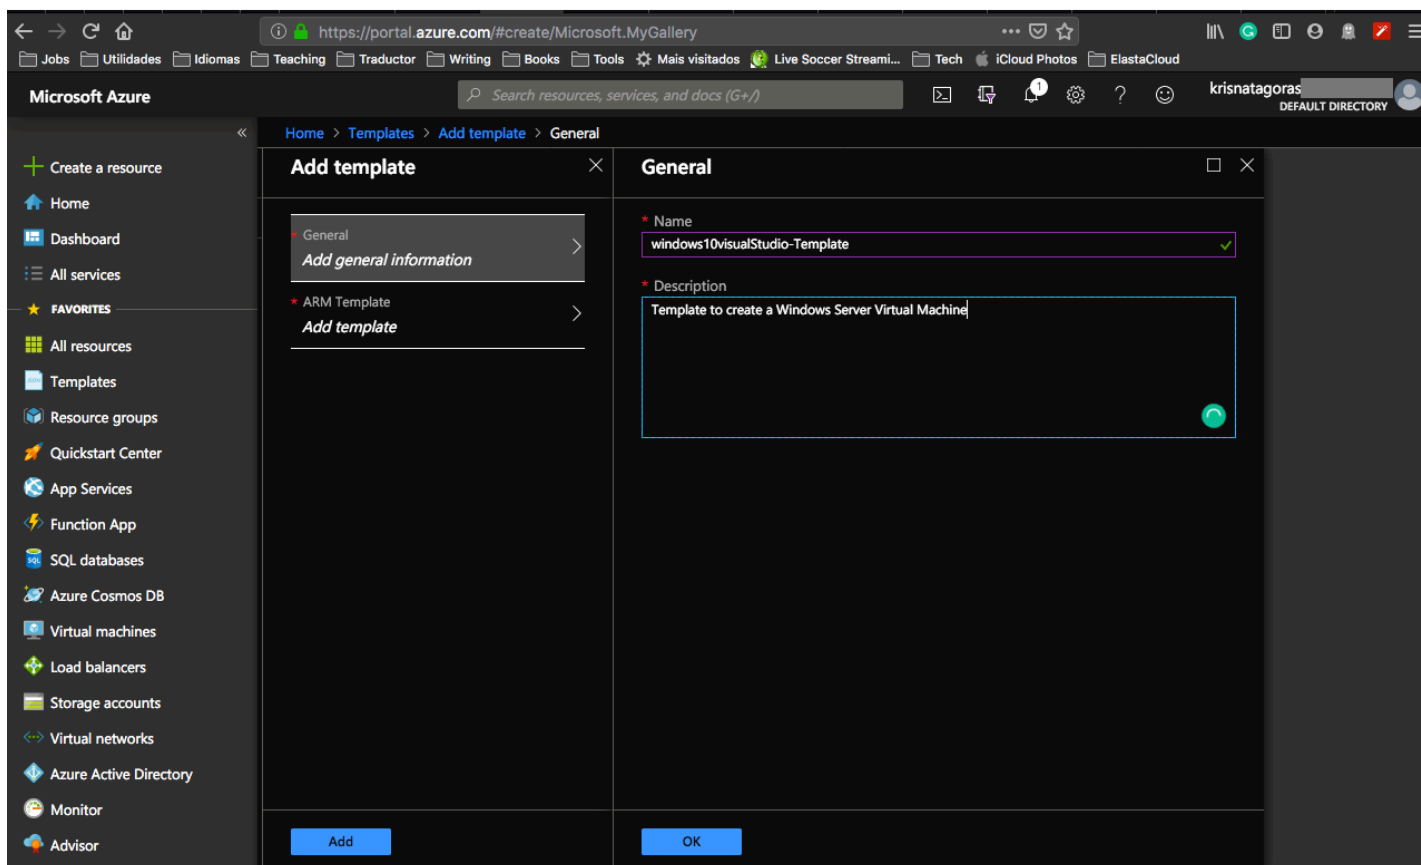 https://portal.azure.com/#create/Microsoft.MyGallery
Jobs Utilidades Idiomas Teaching Traductor Writing Books Tools Mais visitados Live Soccer Streami... Tech iCloud Photos ElastaCloud
Microsoft Azure
Search resources, services, and docs (G+/)
1
krisnatagoras
DEFAULT DIRECTORY
Home > Templates > Add template > General
Create a resource
Home
Dashboard
All services
FAVORITES
All resources
Templates
Resource groups
Quickstart Center
App Services
Function App
SQL databases
Azure Cosmos DB
Virtual machines
Load balancers
Storage accounts
Virtual networks
Azure Active Directory
Monitor
Advisor
Add template
* General
Add general information
* ARM Template
Add template
Add
General
* Name
windows10visualStudio-Template
* Description
Template to create a Windows Server Virtual Machine
OK